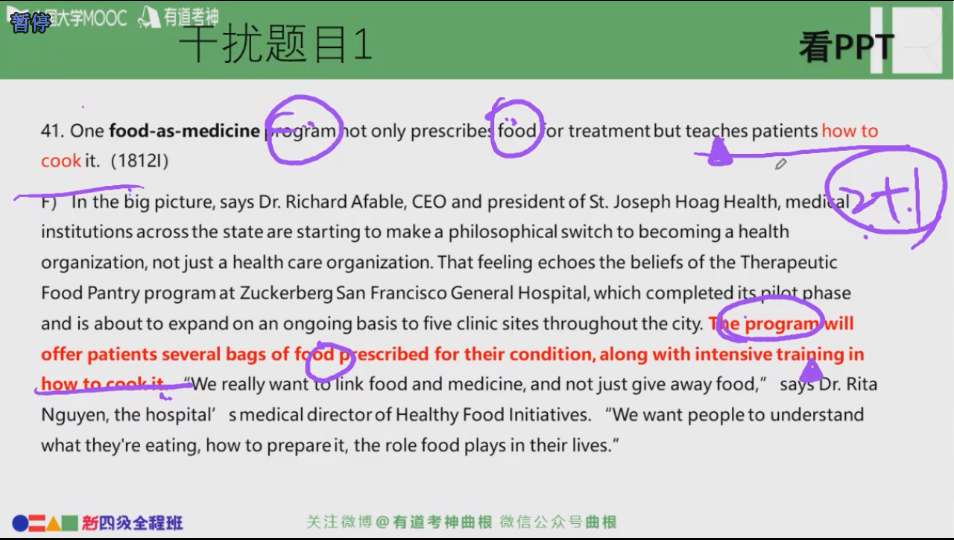 暂停
中国大学MOOC 有道考神
干扰题目1
看PPT
41. One food-as-medicine program not only prescribes food for treatment but teaches patients how to
cook it. (1812I)
2+1
F) In the big picture, says Dr. Richard Afable, CEO and president of St. Joseph Hoag Health, medical
institutions across the state are starting to make a philosophical switch to becoming a health
organization, not just a health care organization. That feeling echoes the beliefs of the Therapeutic
Food Pantry program at Zuckerberg San Francisco General Hospital, which completed its pilot phase
and is about to expand on an ongoing basis to five clinic sites throughout the city. The program will
offer patients several bags of food prescribed for their condition, along with intensive training in
how to cook it. “We really want to link food and medicine, and not just give away food,” says Dr. Rita
Nguyen, the hospital’s medical director of Healthy Food Initiatives. “We want people to understand
what they're eating, how to prepare it, the role food plays in their lives.”
新四级全程班
关注微博@有道考神曲根 微信公众号曲根